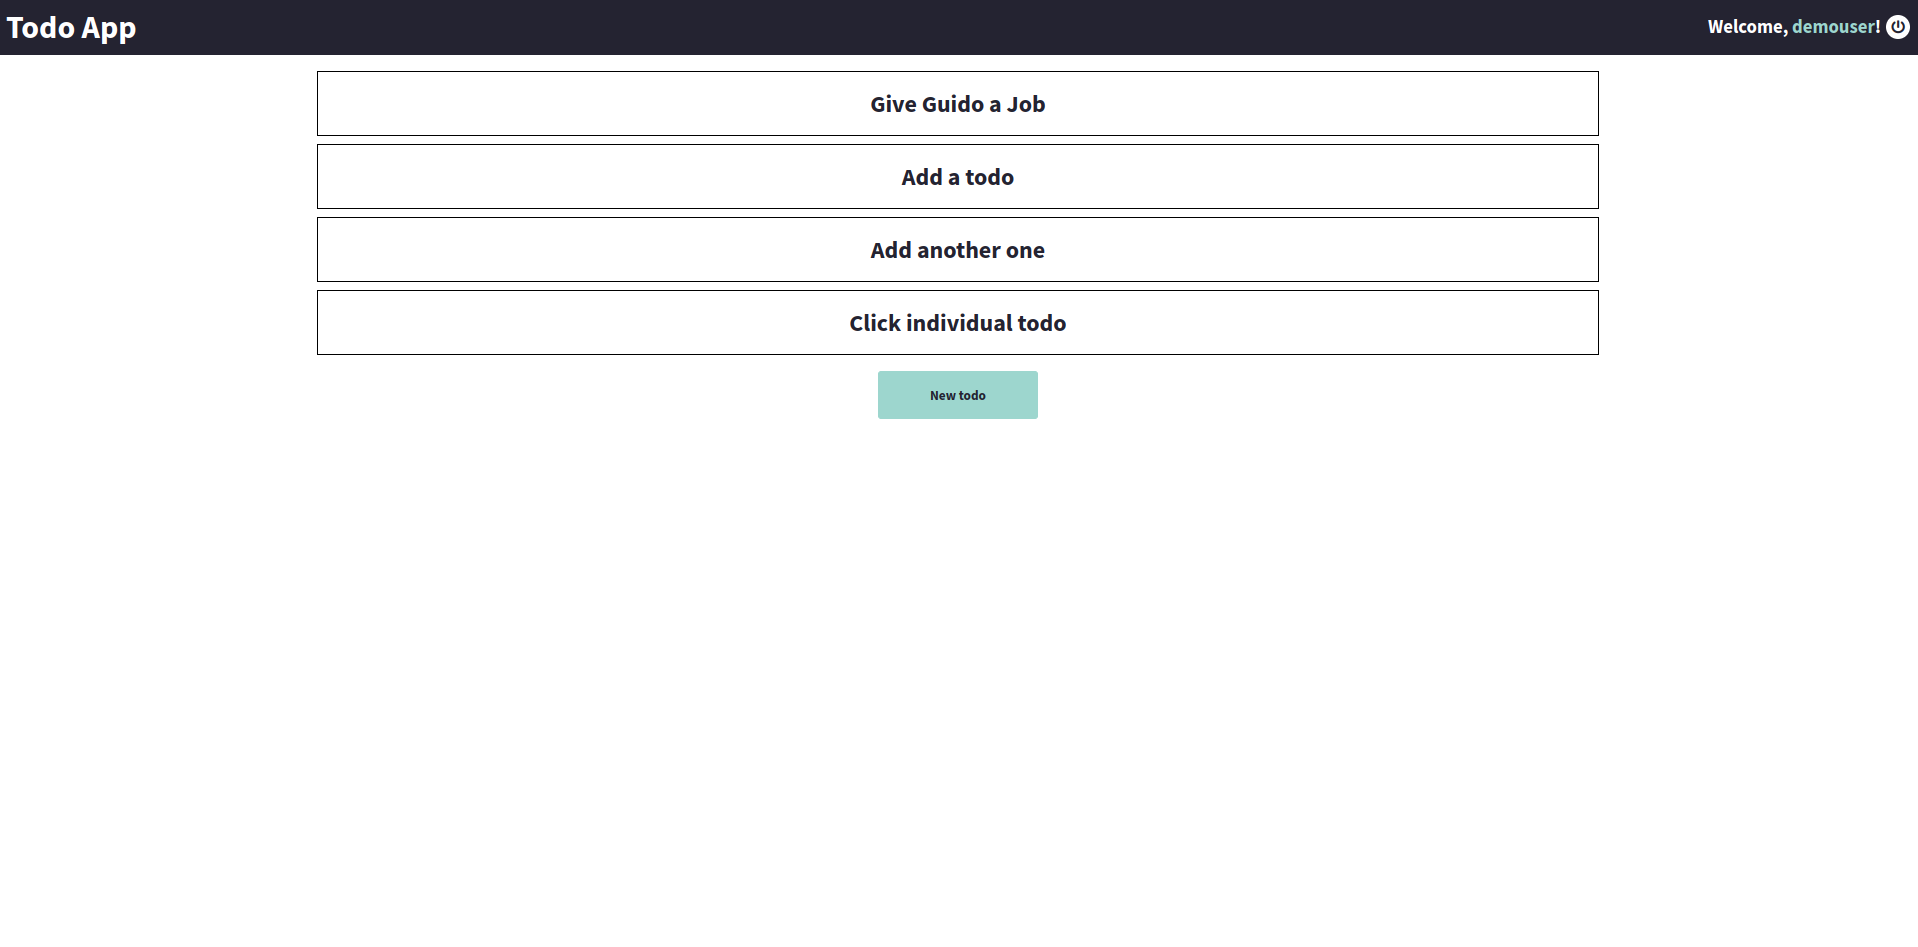 Todo App
Welcome, demouser!
Give Guido a Job
Add a todo
Add another one
Click individual todo
New todo